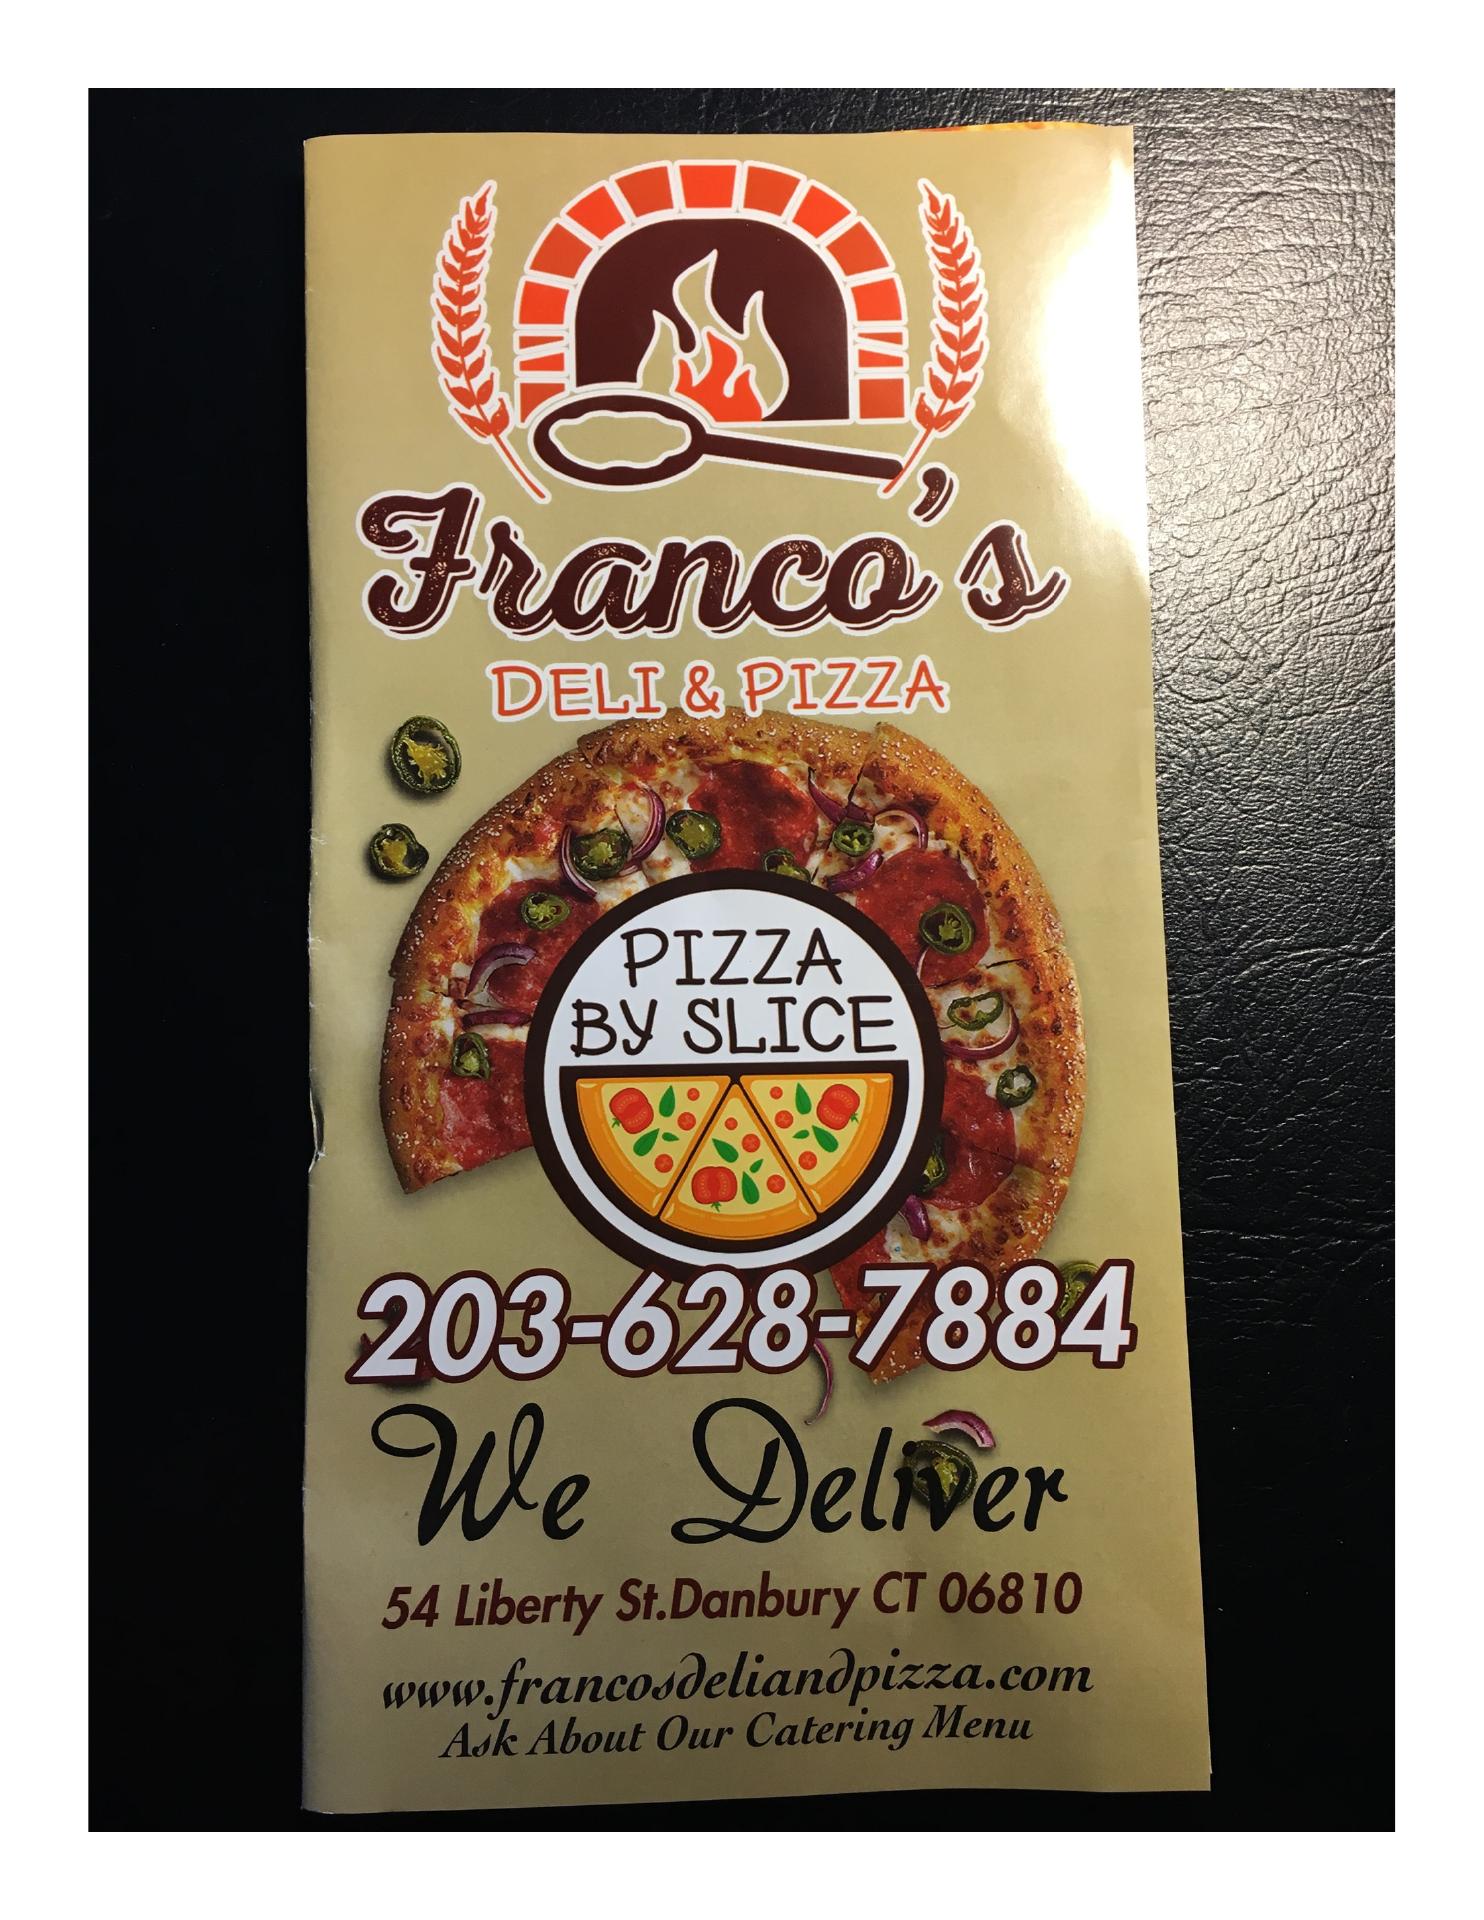 Franco's
DELI & PIZZA
PIZZA
BY SLICE
203-628-7884
We Deliver
54 Liberty St.Danbury CT 06810
www.francosdeliandpizza.com
Ask About Our Catering Menu